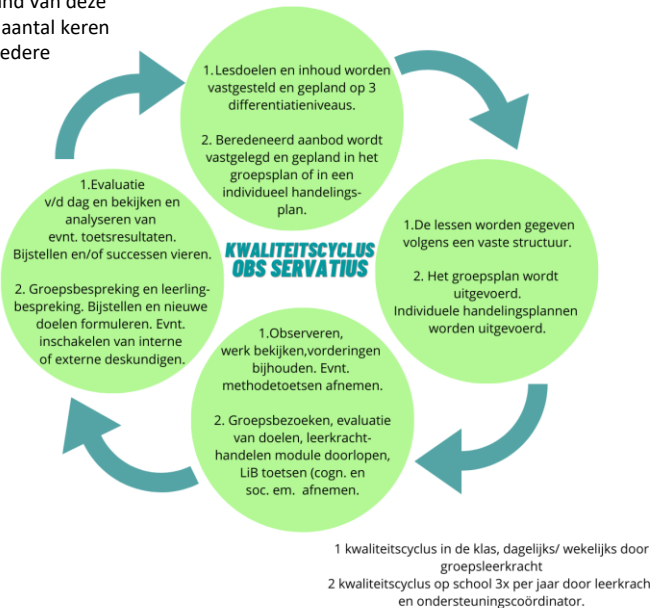 and van deze
aantal keren
edere
1.Lesdoelen en inhoud worden
vastgesteld en gepland op 3
differentiatieniveaus.
2. Beredeneerd aanbod wordt
vastgelegd en gepland in het
groepsplan of in een
individueel handelings-
plan.
1.De lessen worden gegeven
volgens een vaste structuur.
2. Het groepsplan wordt
uitgevoerd.
Individuele handelingsplannen
worden uitgevoerd.
1.Observeren,
werk bekijken,vorderingen
bijhouden. Evnt.
methodetoetsen afnemen.
2. Groepsbezoeken, evaluatie
van doelen, leerkracht-
handelen module doorlopen,
LiB toetsen (cogn. en
soc. em.  afnemen.
1.Evaluatie
v/d dag en bekijken en
analyseren van
evnt. toetsresultaten.
Bijstellen en/of successen vieren.
2. Groepsbespreking en leerling-
bespreking. Bijstellen en nieuwe
doelen formuleren. Evnt.
inschakelen van interne
of externe deskundigen.
KWALITEITSCYCLUS
OBS SERVATIUS
1 kwaliteitscyclus in de klas, dagelijks/ wekelijks door
groepsleerkracht
2 kwaliteitscyclus op school 3x per jaar door leerkrach
en ondersteuningscoördinator.